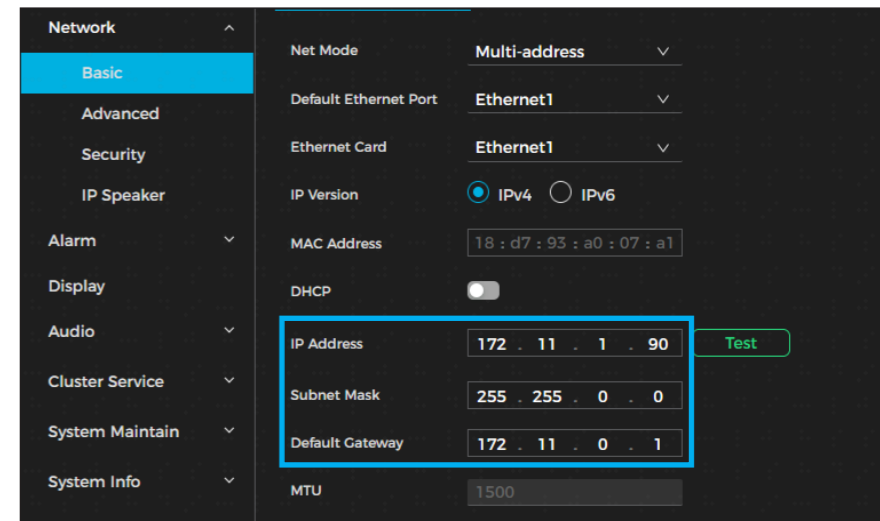 Network
Basic
Advanced
Security
IP Speaker
Alarm
Display
Audio
Cluster Service
System Maintain
System Info
Net Mode Multi-address
Default Ethernet Port Ethernet1
Ethernet Card Ethernet1
IP Version IPv4 IPv6
MAC Address 18 : d7 : 93 : a0 : 07 : a1
DHCP
IP Address 172 . 11 . 1 . 90 Test
Subnet Mask 255 . 255 . 0 . 0
Default Gateway 172 . 11 . 0 . 1
MTU 1500